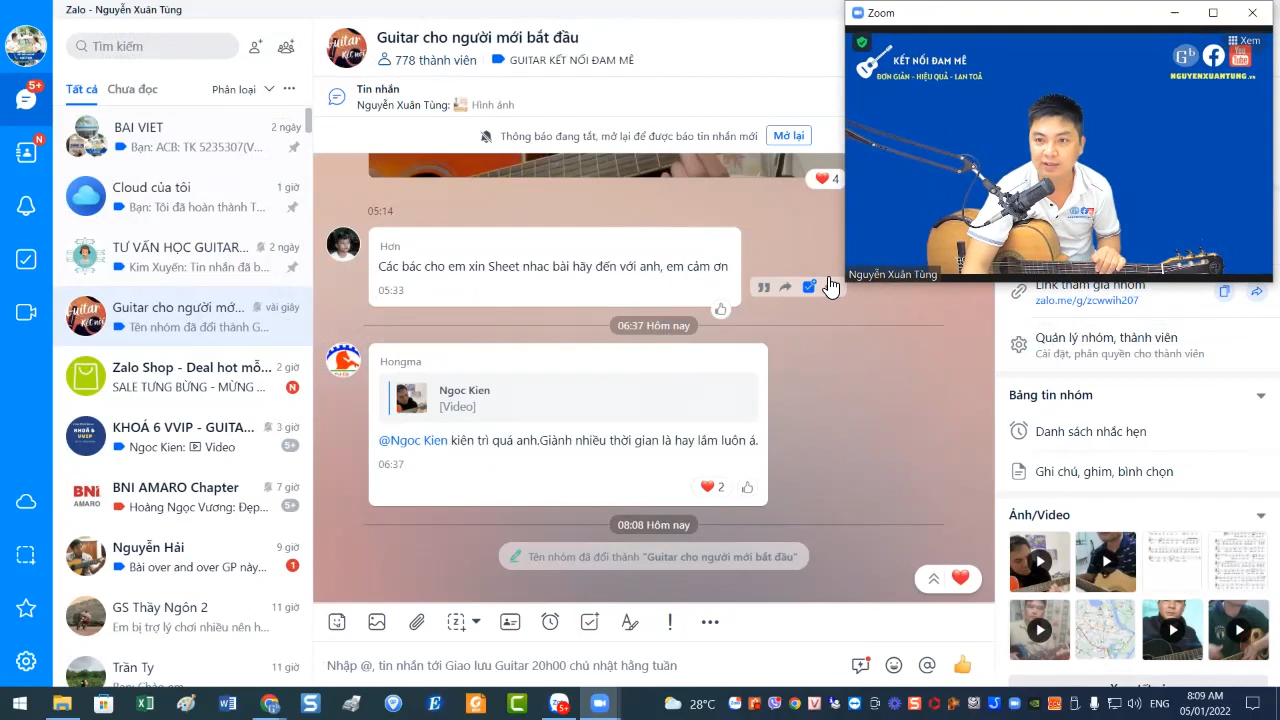 Zalo - Nguyễn Xuân Tùng
Tìm kiếm
5+
N
Tất cả
Chưa đọc
Phân loại
BAI VIET
2 ngày
Bạn: ACB: TK 5235307(V...
Cloud của tôi
1 giờ
Bạn: Tôi đã hoàn thành T...
TƯ VẤN HỌC GUITAR...
2 ngày
Kim Xuyến: Tin nhắn đã b...
Guitar cho người mớ...
vài giây
Tên nhóm đã đổi thành G...
Zalo Shop - Deal hot mỗ...
2 giờ
SALE TƯNG BỪNG - MỪNG ...
N
KHOÁ 6 VVIP - GUITA...
3 giờ
Ngoc Kien: Video
5+
BNI AMARO Chapter
7 giờ
Hoàng Ngọc Vương: Đẹp...
5+
BNI
AMARO
Nguyễn Hải
9 giờ
Bài over and over GP này...
1
GS Thầy Ngôn 2
11 giờ
Em bị trợ lý chơi nhiều nên h...
Trần Ty
11 giờ
Guitar cho người mới bắt đầu
778 thành viên
GUITAR KẾT NỐI ĐAM MÊ
Tin nhắn
Nguyễn Xuân Tùng: Hình ảnh
Thông báo đang tắt, mở lại để được báo tin nhắn mới
Mở lại
4
05:14
Hơn
Các bác cho em xin Sheet nhac bài hãy đến với anh, em cảm ơn
05:33
06:37 Hôm nay
Hongma
Ngoc Kien
[Video]
@Ngoc Kien kiên trì quá anh.Giành nhiều thời gian là hay lắm luôn á.
06:37
2
08:08 Hôm nay
đã đổi thành "Guitar cho người mới bắt đầu"
Nhập @, tin nhắn tới Giao lưu Guitar 20h00 chủ nhật hằng tuần
Zoom
Xem
KẾT NỐI ĐAM MÊ
ĐƠN GIẢN - HIỆU QUẢ - LAN TOẢ
You
Tube
NGUYENXUANTUNG.vn
Nguyễn Xuân Tùng
Link tham gia nhóm
zalo.me/g/zcwwih207
Quản lý nhóm, thành viên
Cài đặt, phân quyền cho thành viên
Bảng tin nhóm
Danh sách nhắc hẹn
Ghi chú, ghim, bình chọn
Ảnh/Video
28°C
ENG
8:09 AM
05/01/2022